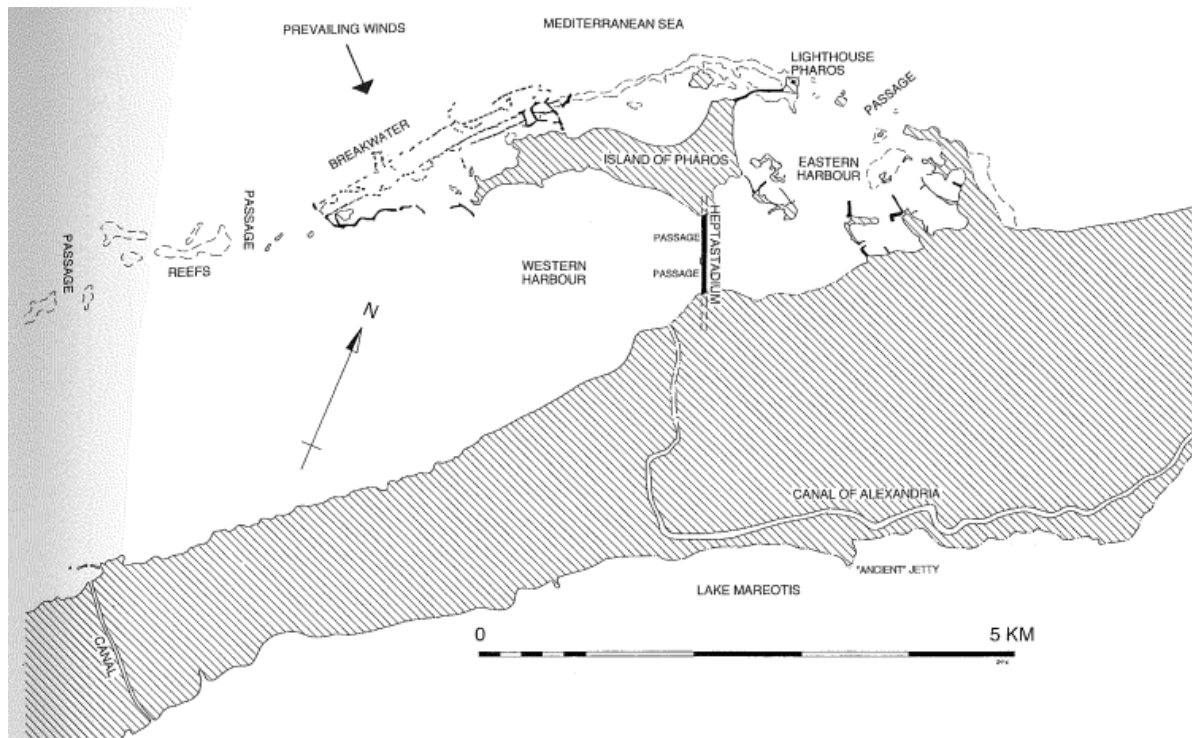 MEDITERRANEAN SEA
PREVAILING WINDS
LIGHTHOUSE
PHAROS
PASSAGE
BREAKWATER
ISLAND OF PHAROS
EASTERN
HARBOUR
PASSAGE
PASSAGE
REEFS
WESTERN
HARBOUR
PASSAGE
PASSAGE
HEPTASTADIUM
N
CANAL OF ALEXANDRIA
"ANCIENT" JETTY
LAKE MAREOTIS
CANAL
0 5 KM